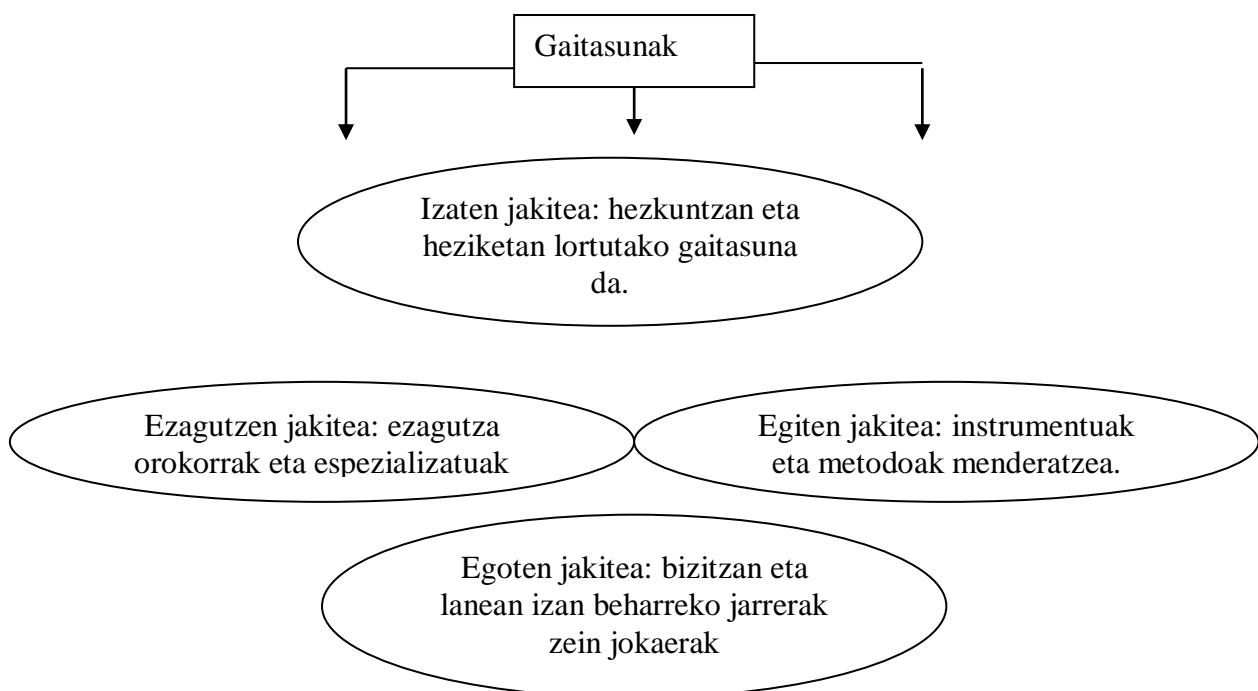 Gaitasunak
Izaten jakitea: hezkuntzan eta
heziketan lortutako gaitasuna
da.
Ezagutzen jakitea: ezagutza
orokorrak eta espezializatuak
Egiten jakitea: instrumentuak
eta metodoak menderatzea.
Egoten jakitea: bizitzan eta
lanean izan beharreko jarrerak
zein jokaerak